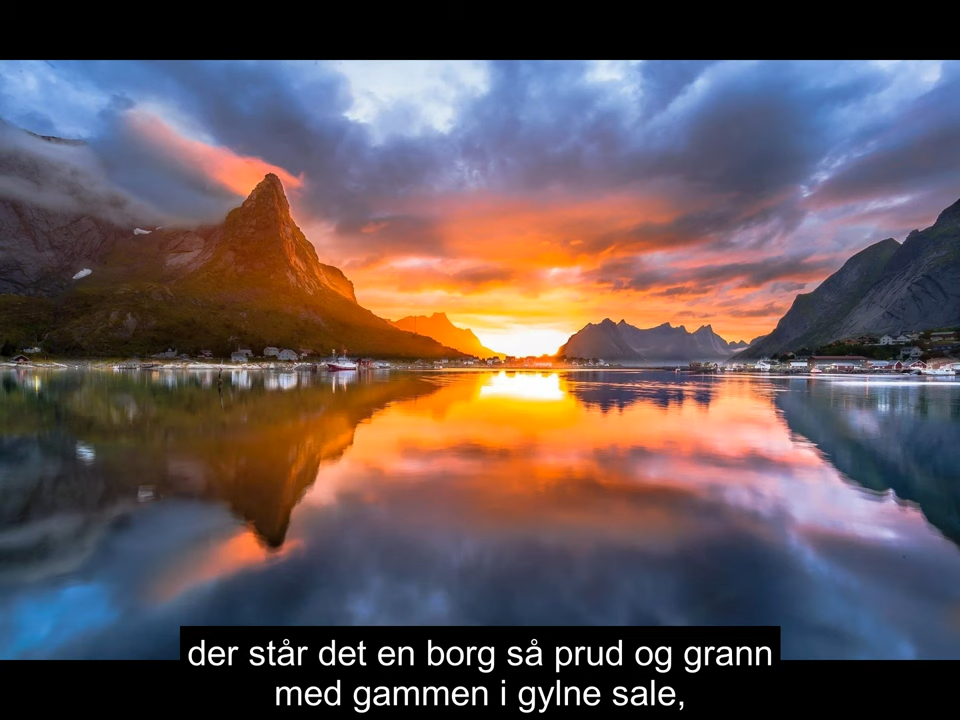 der står det en borg så prud og grann
med gammen i gylne sale,